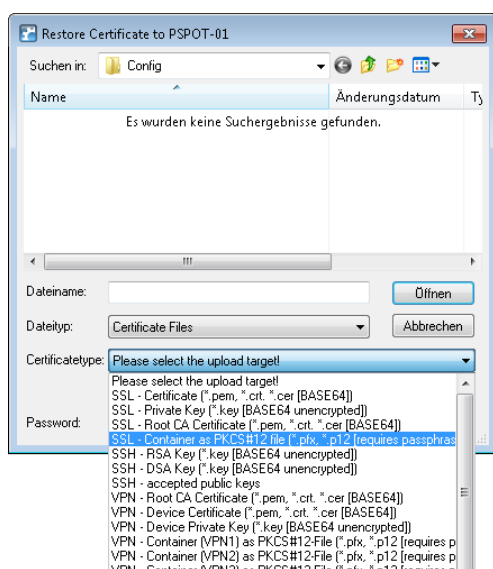 Restore Certificate to PSPOT-01
Suchen in: Config
Name Änderungsdatum Ty
Es wurden keine Suchergebnisse gefunden.
Dateiname: Öffnen
Dateityp: Certificate Files Abbrechen
Certificatetype: Please select the upload target!
Please select the upload target!
SSL - Certificate (*.pem, *.crt. *.cer [BASE64])
SSL - Private Key (*.key [BASE64 unencrypted])
SSL - Root CA Certificate (*.pem, *.crt. *.cer [BASE64])
Password: SSL - Container as PKCS#12 file (*.pfx, *.p12 [requires passphras
SSH - RSA Key (*.key [BASE64 unencrypted])
SSH - DSA Key (*.key [BASE64 unencrypted])
SSH - accepted public keys
VPN - Root CA Certificate (*.pem, *.crt. *.cer [BASE64])
VPN - Device Certificate (*.pem, *.crt. *.cer [BASE64])
VPN - Device Private Key (*.key [BASE64 unencrypted])
VPN - Container (VPN1) as PKCS#12-File (*.pfx, *.p12 [requires p
VPN - Container (VPN2) as PKCS#12-File (*.pfx, *.p12 [requires p